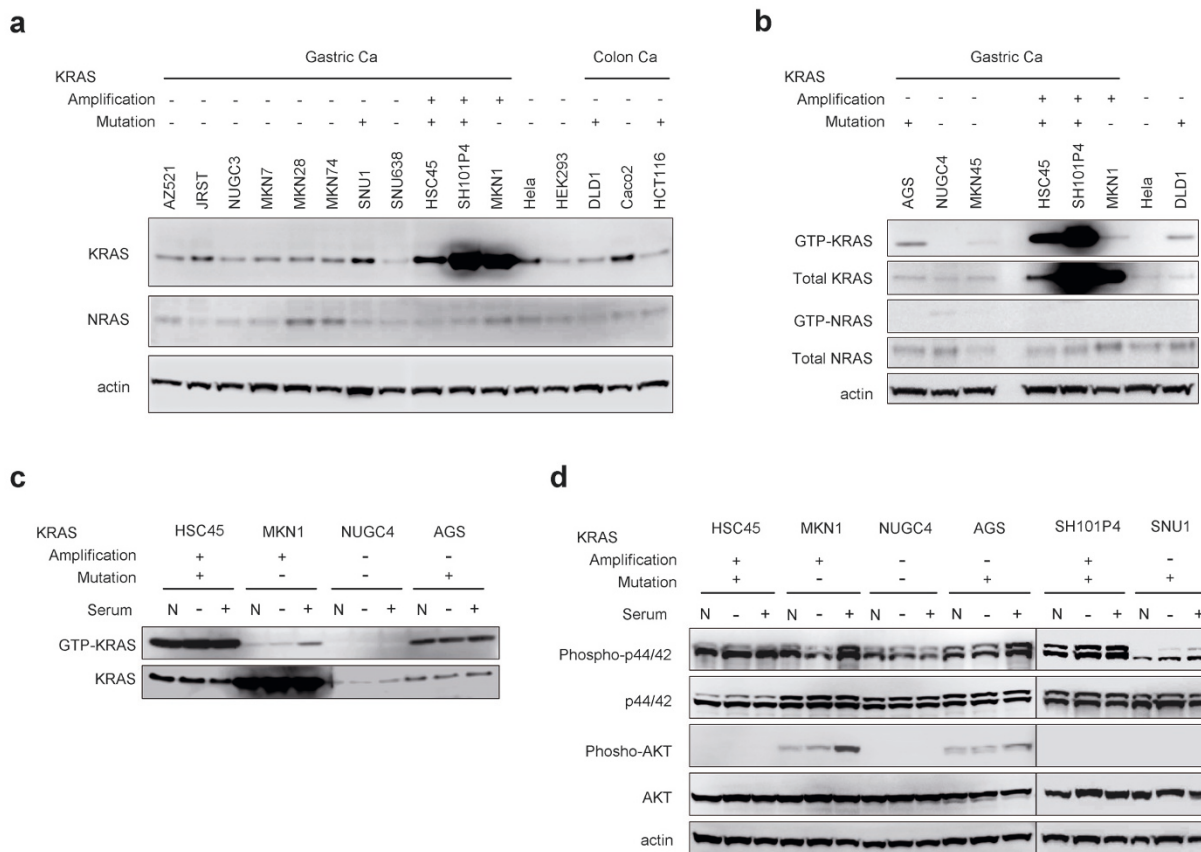 a
Gastric Ca Colon Ca
KRAS
Amplification - - - - - - - - + + + - - - - -
Mutation - - - - - - + - + + - - - + - +
AZ521 JRST NUGC3 MKN7 MKN28 MKN74 SNU1 SNU638 HSC45 SH101P4 MKN1 Hela HEK293 DLD1 Caco2 HCT116
KRAS
NRAS
actin
b
Gastric Ca
KRAS
Amplification - - - + + + - -
Mutation + - - + + - - +
AGS NUGC4 MKN45 HSC45 SH101P4 MKN1 Hela DLD1
GTP-KRAS
Total KRAS
GTP-NRAS
Total NRAS
actin
c
KRAS HSC45 MKN1 NUGC4 AGS
Amplification + + - -
Mutation + - - +
Serum N - + N - + N - + N - +
GTP-KRAS
KRAS
d
KRAS HSC45 MKN1 NUGC4 AGS SH101P4 SNU1
Amplification + + - - + -
Mutation + - - + + +
Serum N - + N - + N - + N - + N - + N - +
Phospho-p44/42
p44/42
Phosho-AKT
AKT
actin